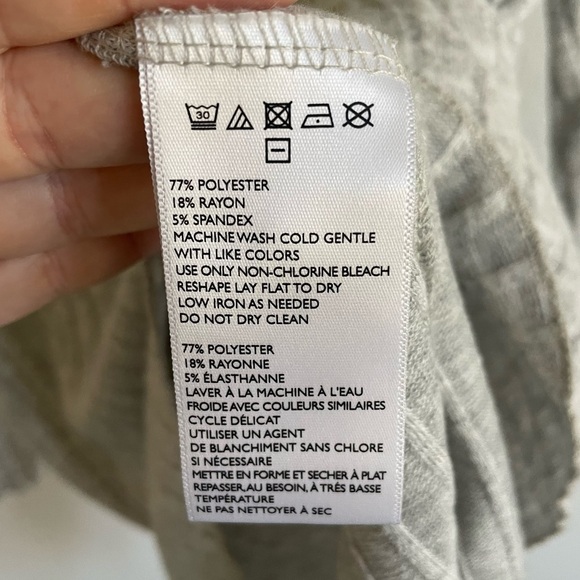 30
77% POLYESTER
18% RAYON
5% SPANDEX
MACHINE WASH COLD GENTLE
WITH LIKE COLORS
USE ONLY NON-CHLORINE BLEACH
RESHAPE LAY FLAT TO DRY
LOW IRON AS NEEDED
DO NOT DRY CLEAN
77% POLYESTER
18% RAYONNE
5% ÉLASTHANNE
LAVER À LA MACHINE À L'EAU
FROIDE AVEC COULEURS SIMILAIRES
CYCLE DÉLICAT
UTILISER UN AGENT
DE BLANCHIMENT SANS CHLORE
SI NÉCESSAIRE
METTRE EN FORME ET SÉCHER À PLAT
REPASSER,AU BESOIN, À TRÈS BASSE
TEMPÉRATURE
NE PAS NETTOYER À SEC